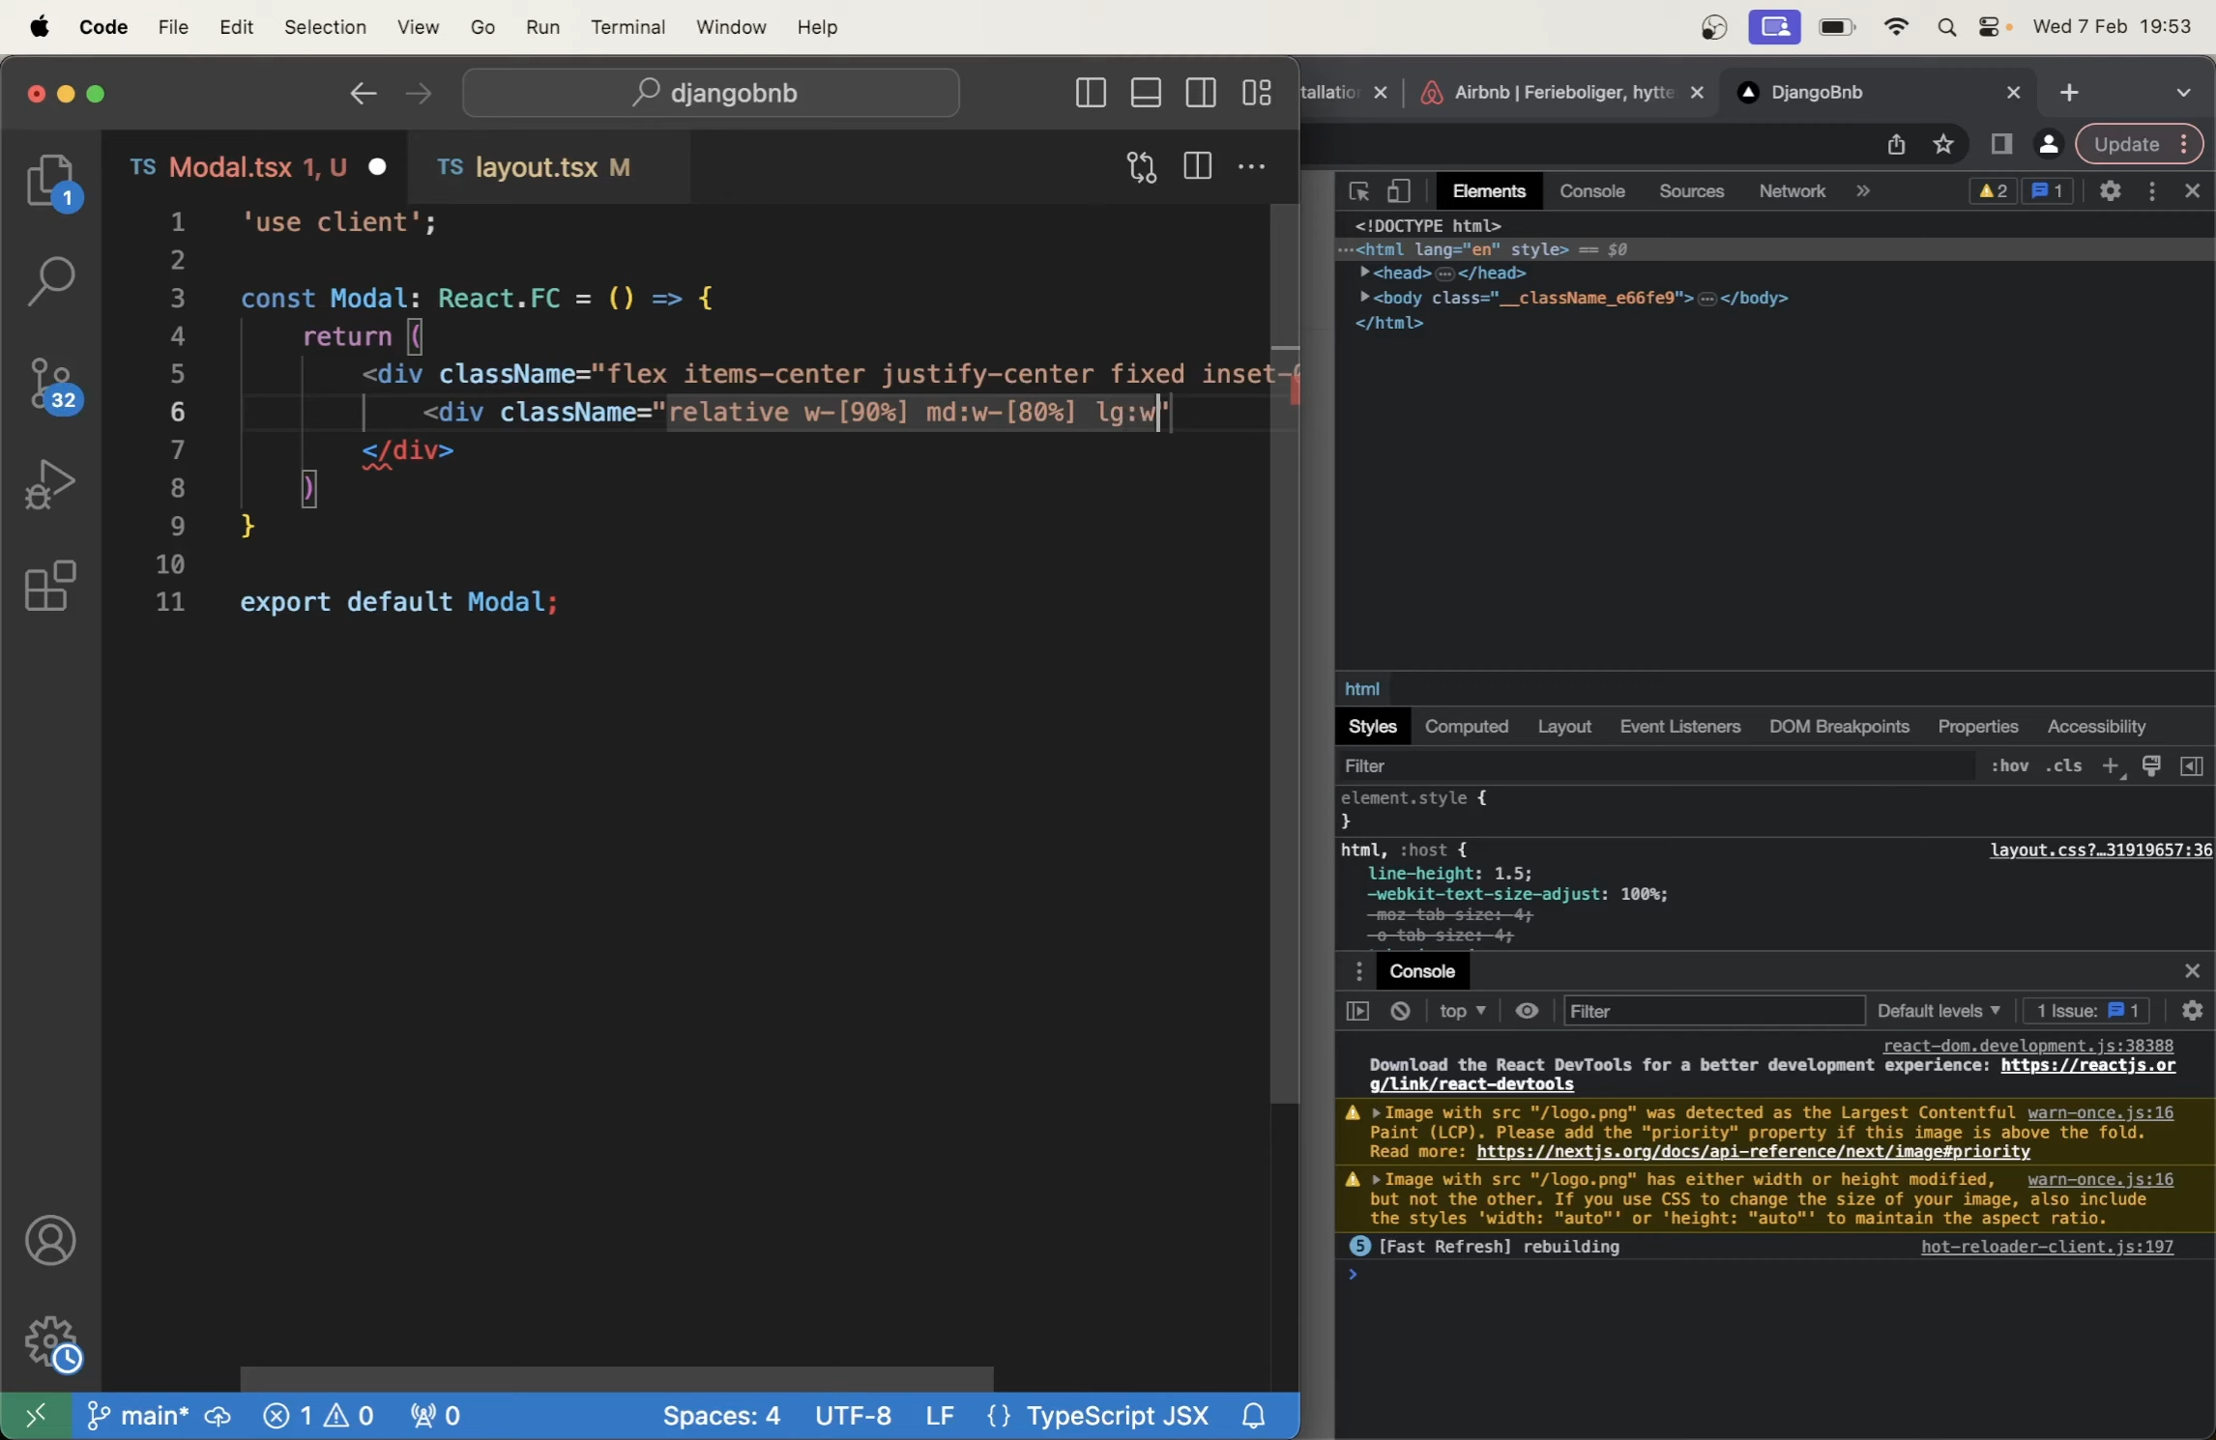 Code File Edit Selection View Go Run Terminal Window Help Wed 7 Feb 19:53
djangobnb
Airbnb | Ferieboliger, hytte
DjangoBnb
TS Modal.tsx 1, U
TS layout.tsx M
Update
1
32
1 'use client';
2
3 const Modal: React.FC = () => {
4 return (
5 <div className="flex items-center justify-center fixed inset-
6 <div className="relative w-[90%] md:w-[80%] lg:w"
7 </div>
8 )
9 }
10
11 export default Modal;
main* 1 0 0 Spaces: 4 UTF-8 LF {} TypeScript JSX
Elements Console Sources Network » 2 1
<!DOCTYPE html>
…<html lang="en" style> == $0
<head>…</head>
<body class="__className_e66fe9">…</body>
</html>
html
Styles Computed Layout Event Listeners DOM Breakpoints Properties Accessibility
Filter :hov .cls
element.style {
}
html, :host { layout.css?…31919657:36
line-height: 1.5;
-webkit-text-size-adjust: 100%;
-moz-tab-size: 4;
-o-tab-size: 4;
Console
top Filter Default levels 1 Issue: 1
react-dom.development.js:38388
Download the React DevTools for a better development experience: https://reactjs.or
g/link/react-devtools
Image with src "/logo.png" was detected as the Largest Contentful warn-once.js:16
Paint (LCP). Please add the "priority" property if this image is above the fold.
Read more: https://nextjs.org/docs/api-reference/next/image#priority
Image with src "/logo.png" has either width or height modified, warn-once.js:16
but not the other. If you use CSS to change the size of your image, also include
the styles 'width: "auto"' or 'height: "auto"' to maintain the aspect ratio.
5 [Fast Refresh] rebuilding hot-reloader-client.js:197